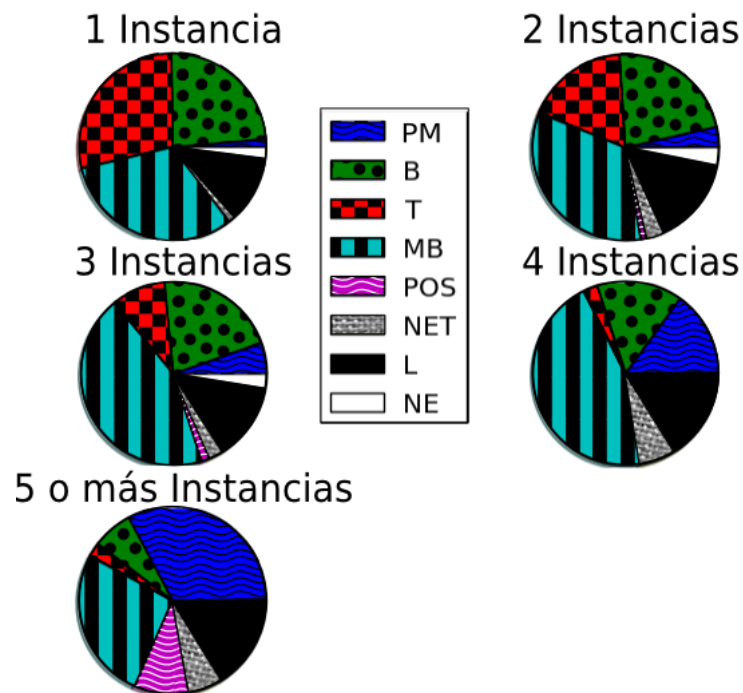 1 Instancia
2 Instancias
PM
B
T
MB
POS
NET
L
NE
3 Instancias
4 Instancias
5 o más Instancias